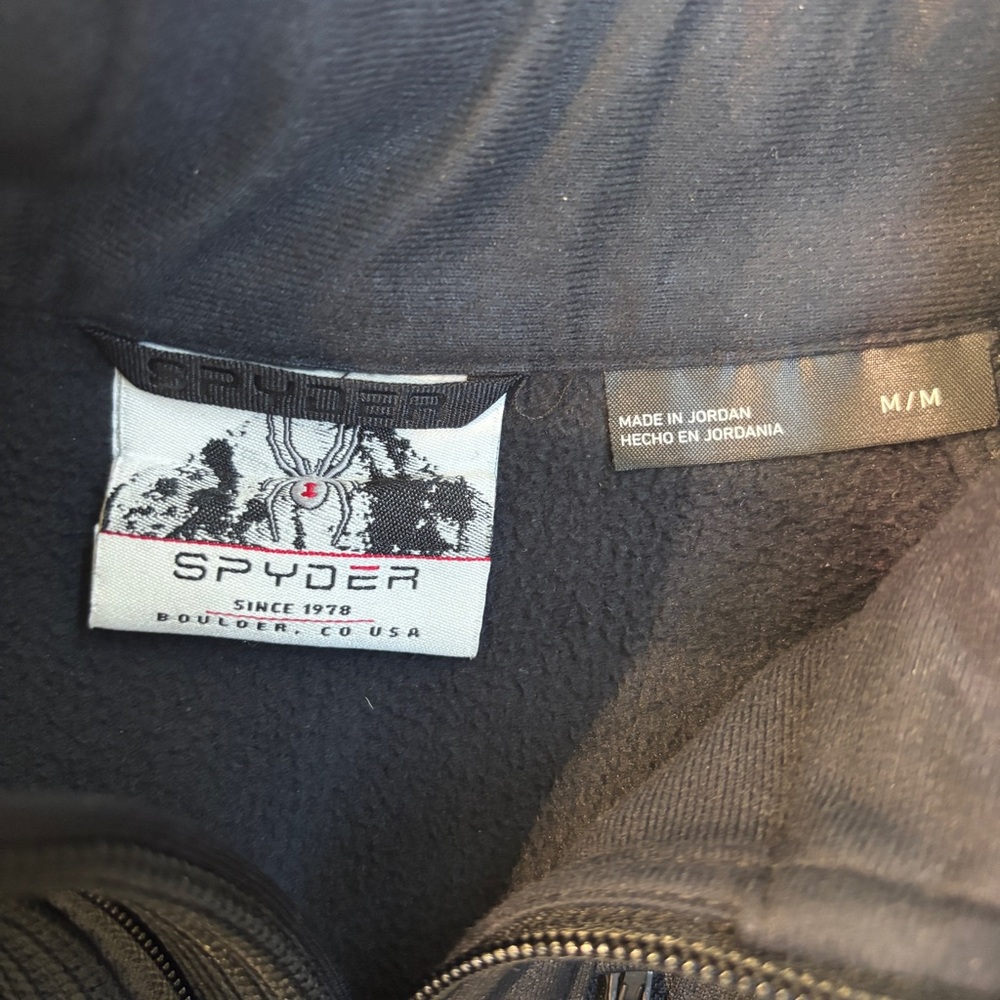 SPYDER
SPYDER
SINCE 1978
BOULDER, CO USA
MADE IN JORDAN
HECHO EN JORDANIA
M/M